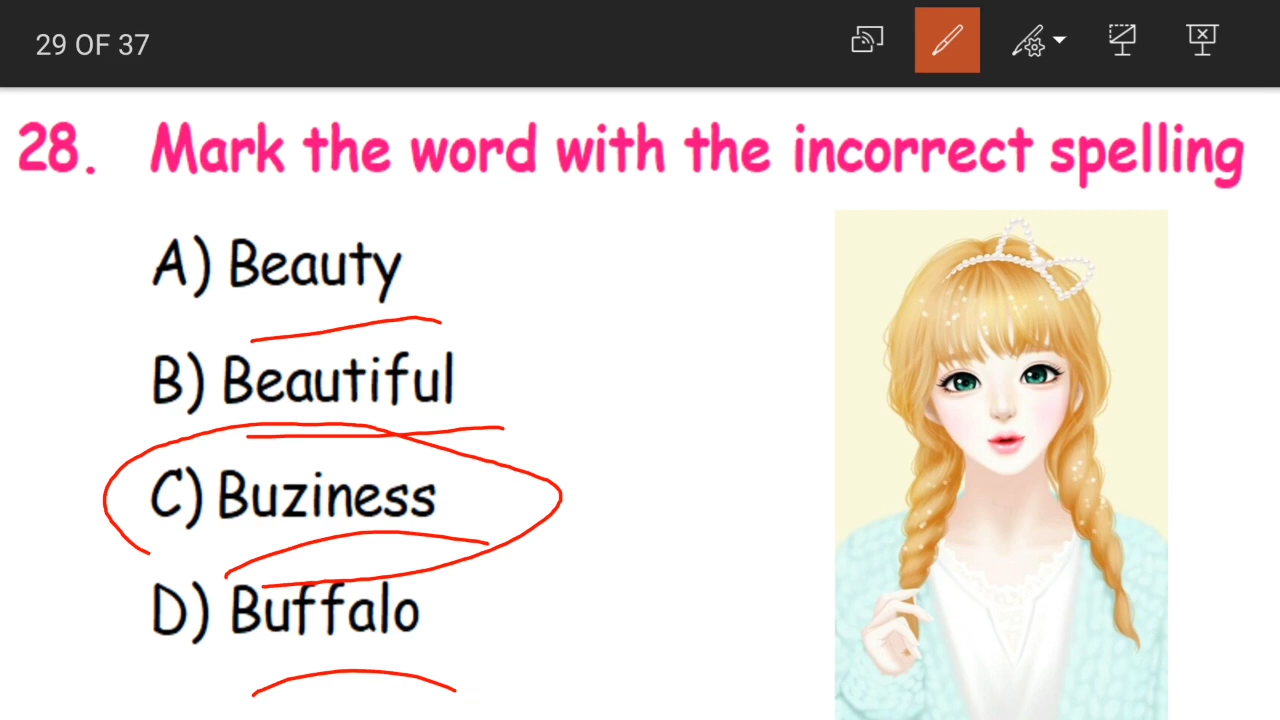 29 OF 37
28. Mark the word with the incorrect spelling
A) Beauty
B) Beautiful
C) Buziness
D) Buffalo